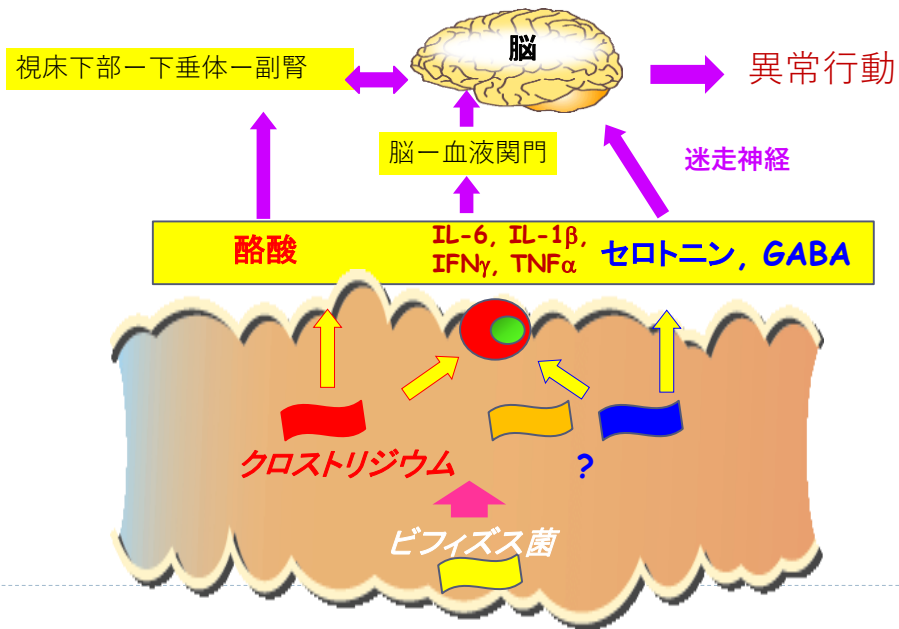 脳
視床下部ー下垂体ー副腎
異常行動
脳ー血液関門
迷走神経
酪酸
IL-6, IL-1β,
IFNγ, TNFα
セロトニン, GABA
クロストリジウム
?
ビフィズス菌